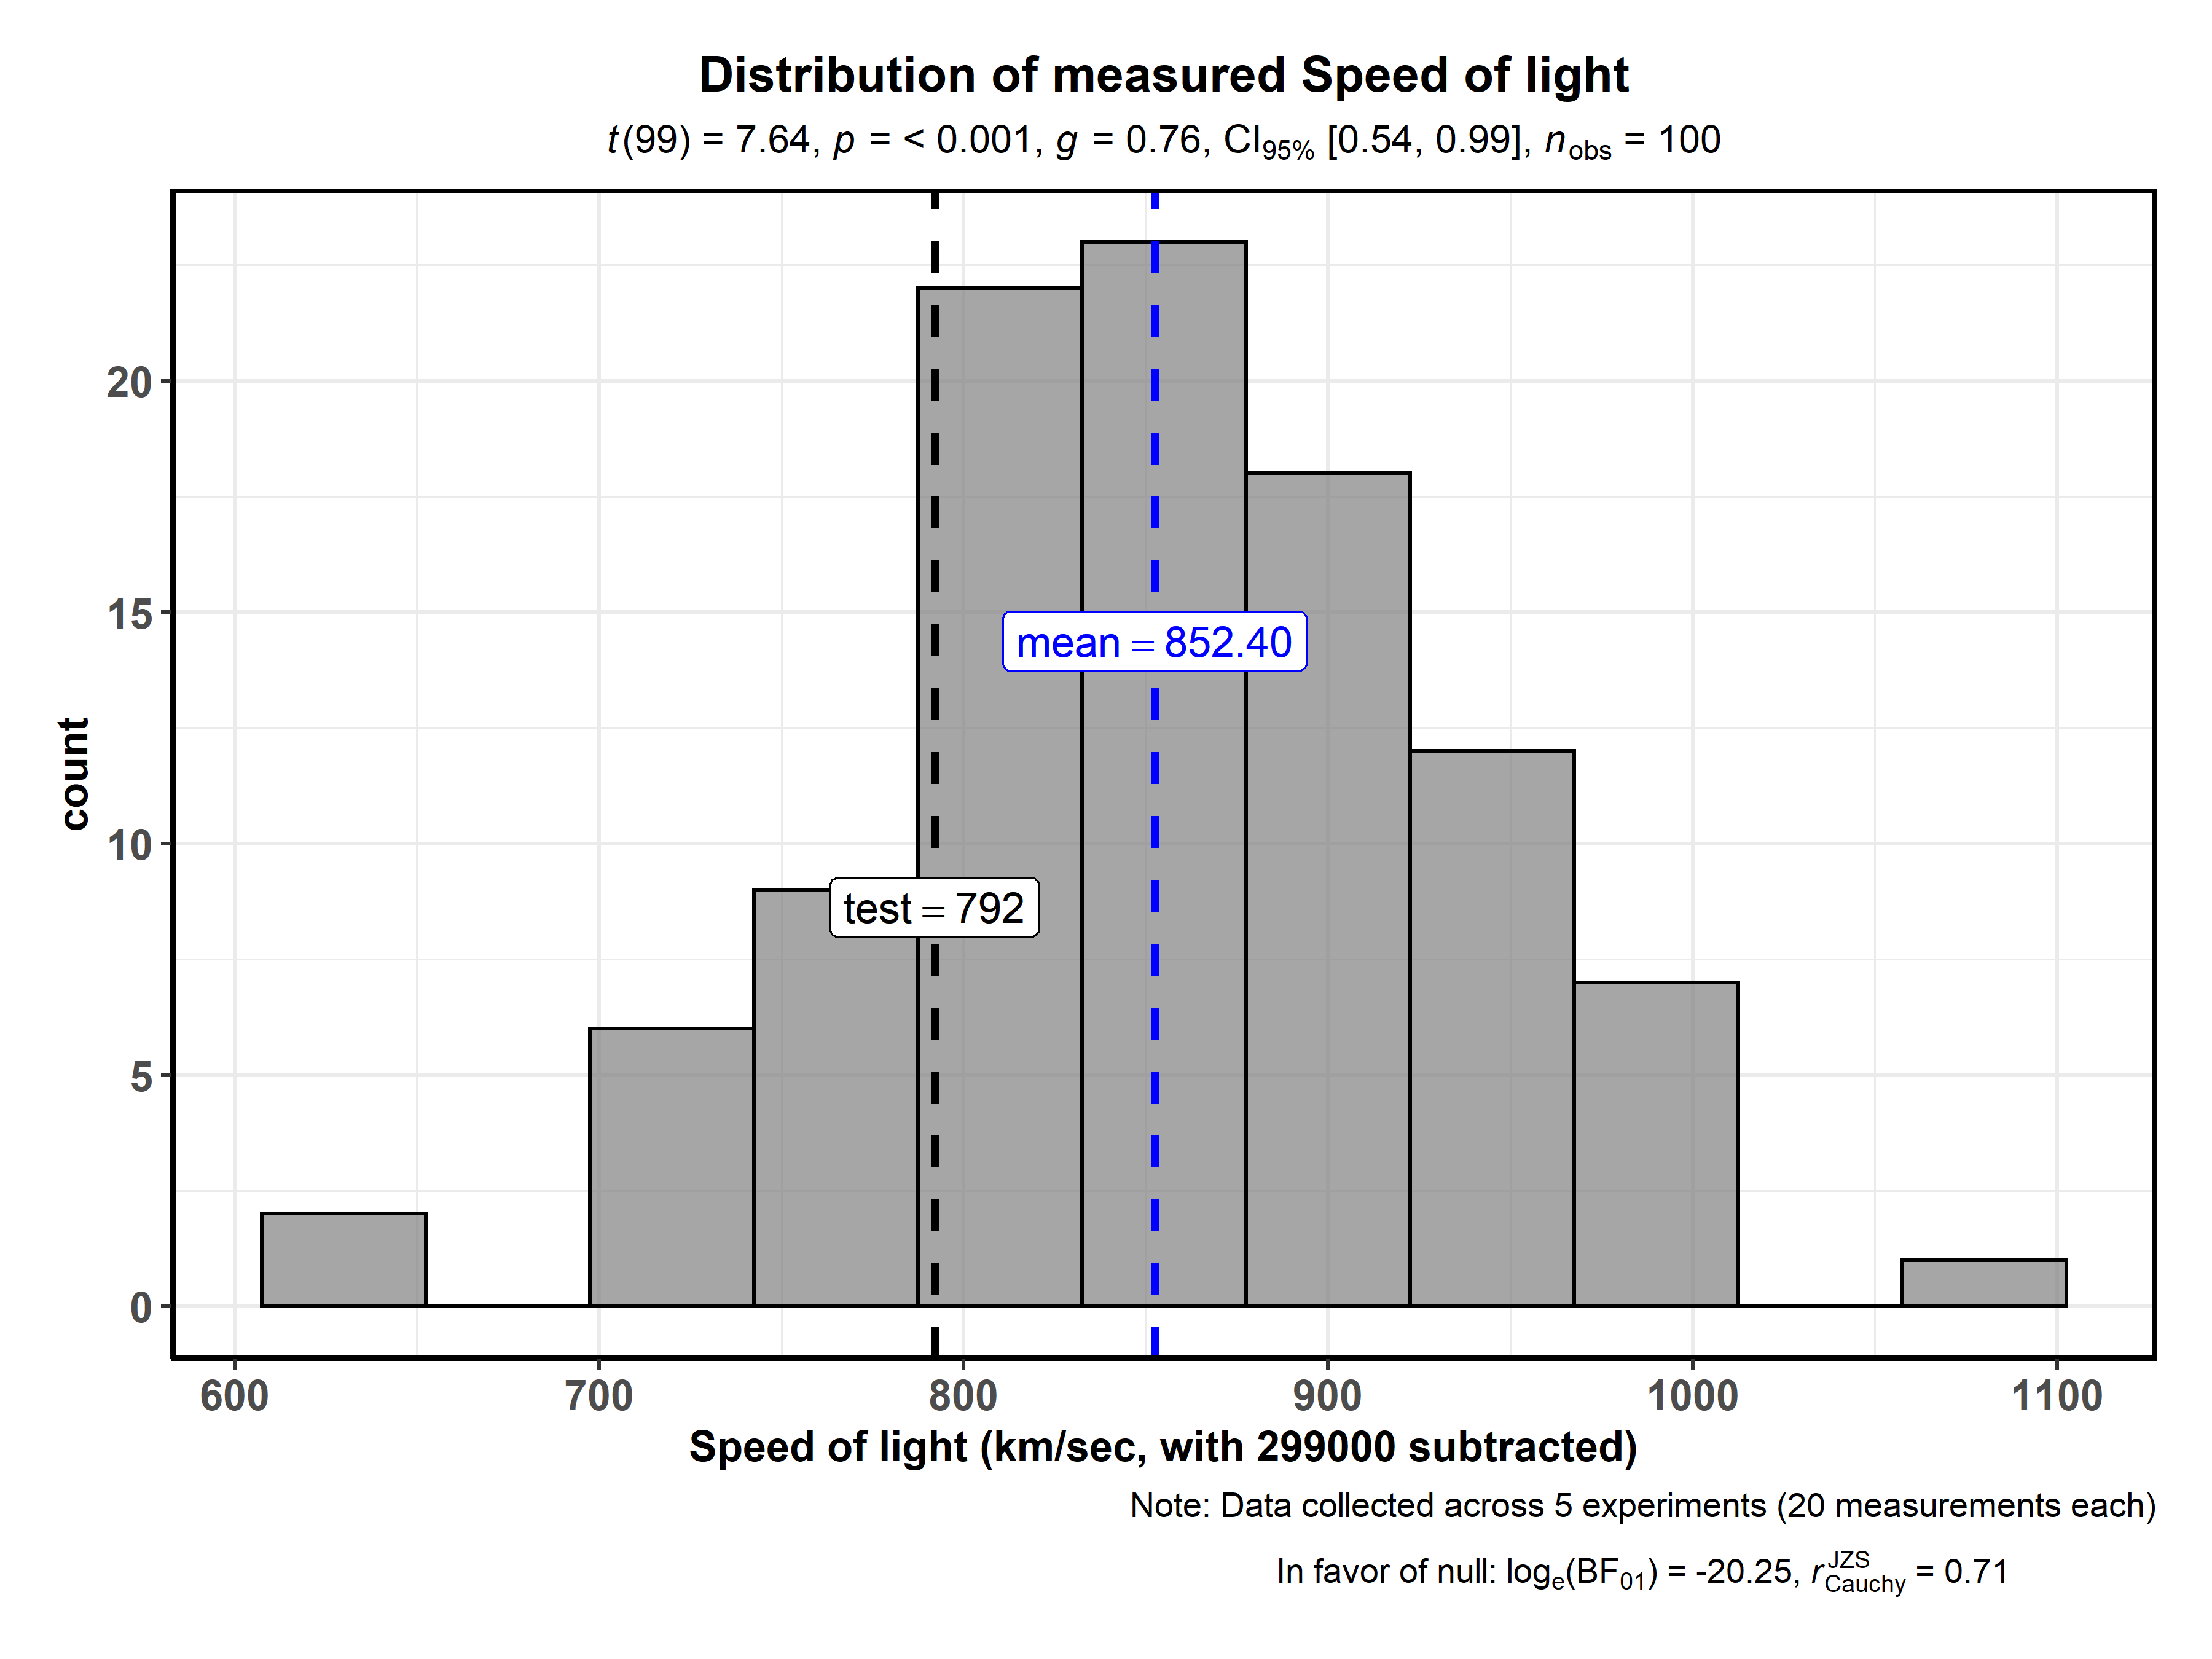 Distribution of measured Speed of light
t(99) = 7.64, p = < 0.001, g = 0.76, CI95% [0.54, 0.99], nobs = 100
count
20
15
10
5
0
mean = 852.40
test = 792
600 700 800 900 1000 1100
Speed of light (km/sec, with 299000 subtracted)
Note: Data collected across 5 experiments (20 measurements each)
In favor of null: loge(BF01) = -20.25, rJZSCauchy = 0.71